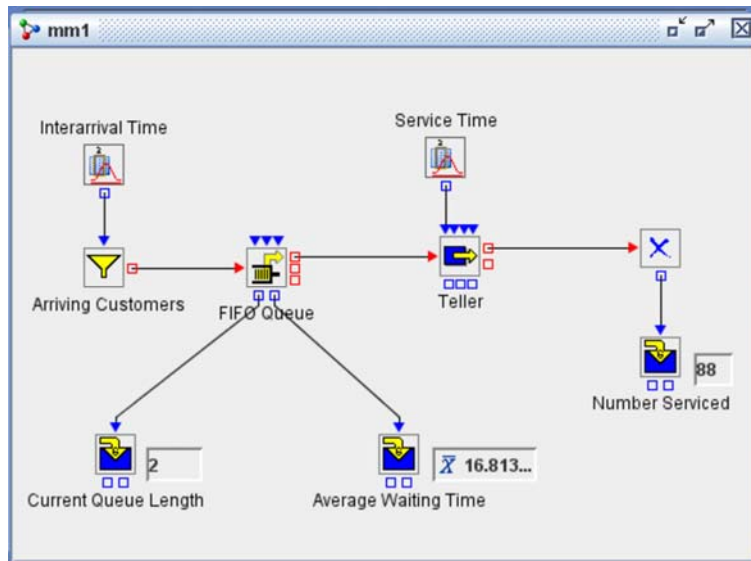 mm1
Interarrival Time
Service Time
Arriving Customers
FIFO Queue
Teller
88
Number Serviced
2
X 16.813...
Current Queue Length
Average Waiting Time